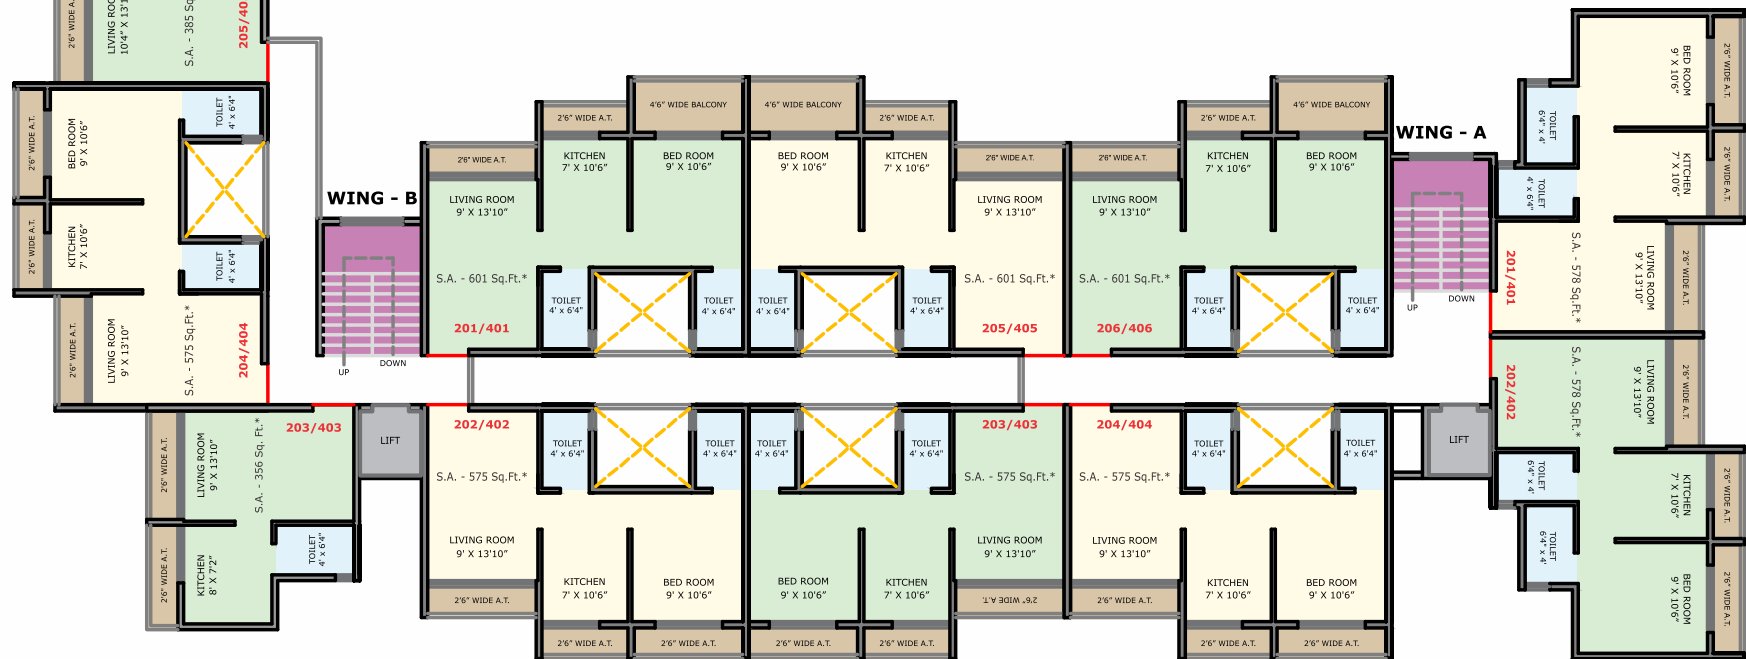 2'6" WIDE A.T.
LIVING ROO
10'4" X 13'1
S.A. - 385 Sq
205/40
2'6" WIDE A.T.
BED ROOM
9' X 10'6"
TOILET
4' x 6'4"
2'6" WIDE A.T.
KITCHEN
7' X 10'6"
TOILET
4' x 6'4"
2'6" WIDE A.T.
LIVING ROOM
9' X 13'10"
S.A. - 575 Sq.Ft.*
204/404
2'6" WIDE A.T.
LIVING ROOM
9' X 13'10"
S.A. - 356 Sq. Ft.*
203/403
2'6" WIDE A.T.
KITCHEN
8' X 7'2"
TOILET
4' x 6'4"
WING - B
UP
DOWN
LIFT
2'6" WIDE A.T.
LIVING ROOM
9' X 13'10"
S.A. - 601 Sq.Ft.*
201/401
2'6" WIDE A.T.
KITCHEN
7' X 10'6"
4'6" WIDE BALCONY
BED ROOM
9' X 10'6"
TOILET
4' x 6'4"
TOILET
4' x 6'4"
4'6" WIDE BALCONY
BED ROOM
9' X 10'6"
2'6" WIDE A.T.
KITCHEN
7' X 10'6"
TOILET
4' x 6'4"
TOILET
4' x 6'4"
2'6" WIDE A.T.
LIVING ROOM
9' X 13'10"
S.A. - 601 Sq.Ft.*
205/405
2'6" WIDE A.T.
LIVING ROOM
9' X 13'10"
S.A. - 601 Sq.Ft.*
206/406
2'6" WIDE A.T.
KITCHEN
7' X 10'6"
4'6" WIDE BALCONY
BED ROOM
9' X 10'6"
TOILET
4' x 6'4"
TOILET
4' x 6'4"
202/402
S.A. - 575 Sq.Ft.*
TOILET
4' x 6'4"
TOILET
4' x 6'4"
LIVING ROOM
9' X 13'10"
2'6" WIDE A.T.
KITCHEN
7' X 10'6"
2'6" WIDE A.T.
BED ROOM
9' X 10'6"
2'6" WIDE A.T.
TOILET
4' x 6'4"
TOILET
4' x 6'4"
BED ROOM
9' X 10'6"
2'6" WIDE A.T.
KITCHEN
7' X 10'6"
2'6" WIDE A.T.
203/403
S.A. - 575 Sq.Ft.*
LIVING ROOM
9' X 13'10"
2'6" WIDE A.T.
204/404
S.A. - 575 Sq.Ft.*
LIVING ROOM
9' X 13'10"
2'6" WIDE A.T.
TOILET
4' x 6'4"
TOILET
4' x 6'4"
KITCHEN
7' X 10'6"
2'6" WIDE A.T.
BED ROOM
9' X 10'6"
2'6" WIDE A.T.
WING - A
UP
DOWN
LIFT
BED ROOM
9' X 10'6"
2'6" WIDE A.T.
TOILET
6'4" x 4'
TOILET
4' x 6'4"
KITCHEN
7' X 10'6"
2'6" WIDE A.T.
201/401
S.A. - 578 Sq.Ft.*
LIVING ROOM
9' X 13'10"
2'6" WIDE A.T.
202/402
S.A. - 578 Sq.Ft.*
LIVING ROOM
9' X 13'10"
2'6" WIDE A.T.
TOILET
6'4" x 4'
KITCHEN
7' X 10'6"
2'6" WIDE A.T.
TOILET
6'4" x 4'
BED ROOM
9' X 10'6"
2'6" WIDE A.T.